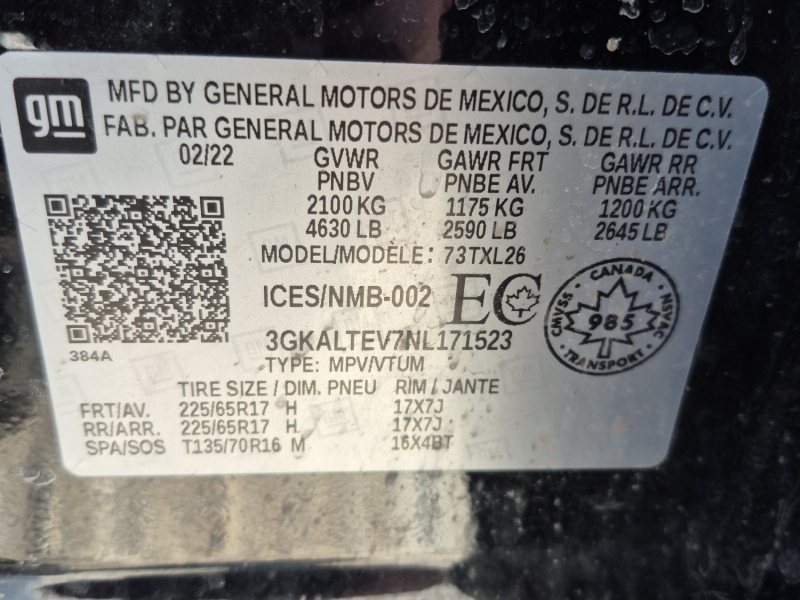 gm
MFD BY GENERAL MOTORS DE MEXICO, S. DE R.L. DE C.V.
FAB. PAR GENERAL MOTORS DE MEXICO, S. DE R.L. DE C.V.
02/22 GVWR GAWR FRT GAWR RR
PNBV PNBE AV. PNBE ARR.
2100 KG 1175 KG 1200 KG
4630 LB 2590 LB 2645 LB
MODEL/MODÈLE: 73TXL26
ICES/NMB-002 EC
CANADA
CMVSS 985 NSVAC
TRANSPORT
3GKALTEV7NL171523
384A
TYPE: MPV/VTUM
TIRE SIZE / DIM. PNEU RIM / JANTE
FRT/AV. 225/65R17 H 17X7J
RR/ARR. 225/65R17 H 17X7J
SPA/SOS T135/70R16 M 16X4BT